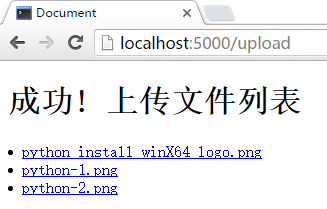 Document
localhost:5000/upload
成功！上传文件列表
python_install_winX64_logo.png
python-1.png
python-2.png